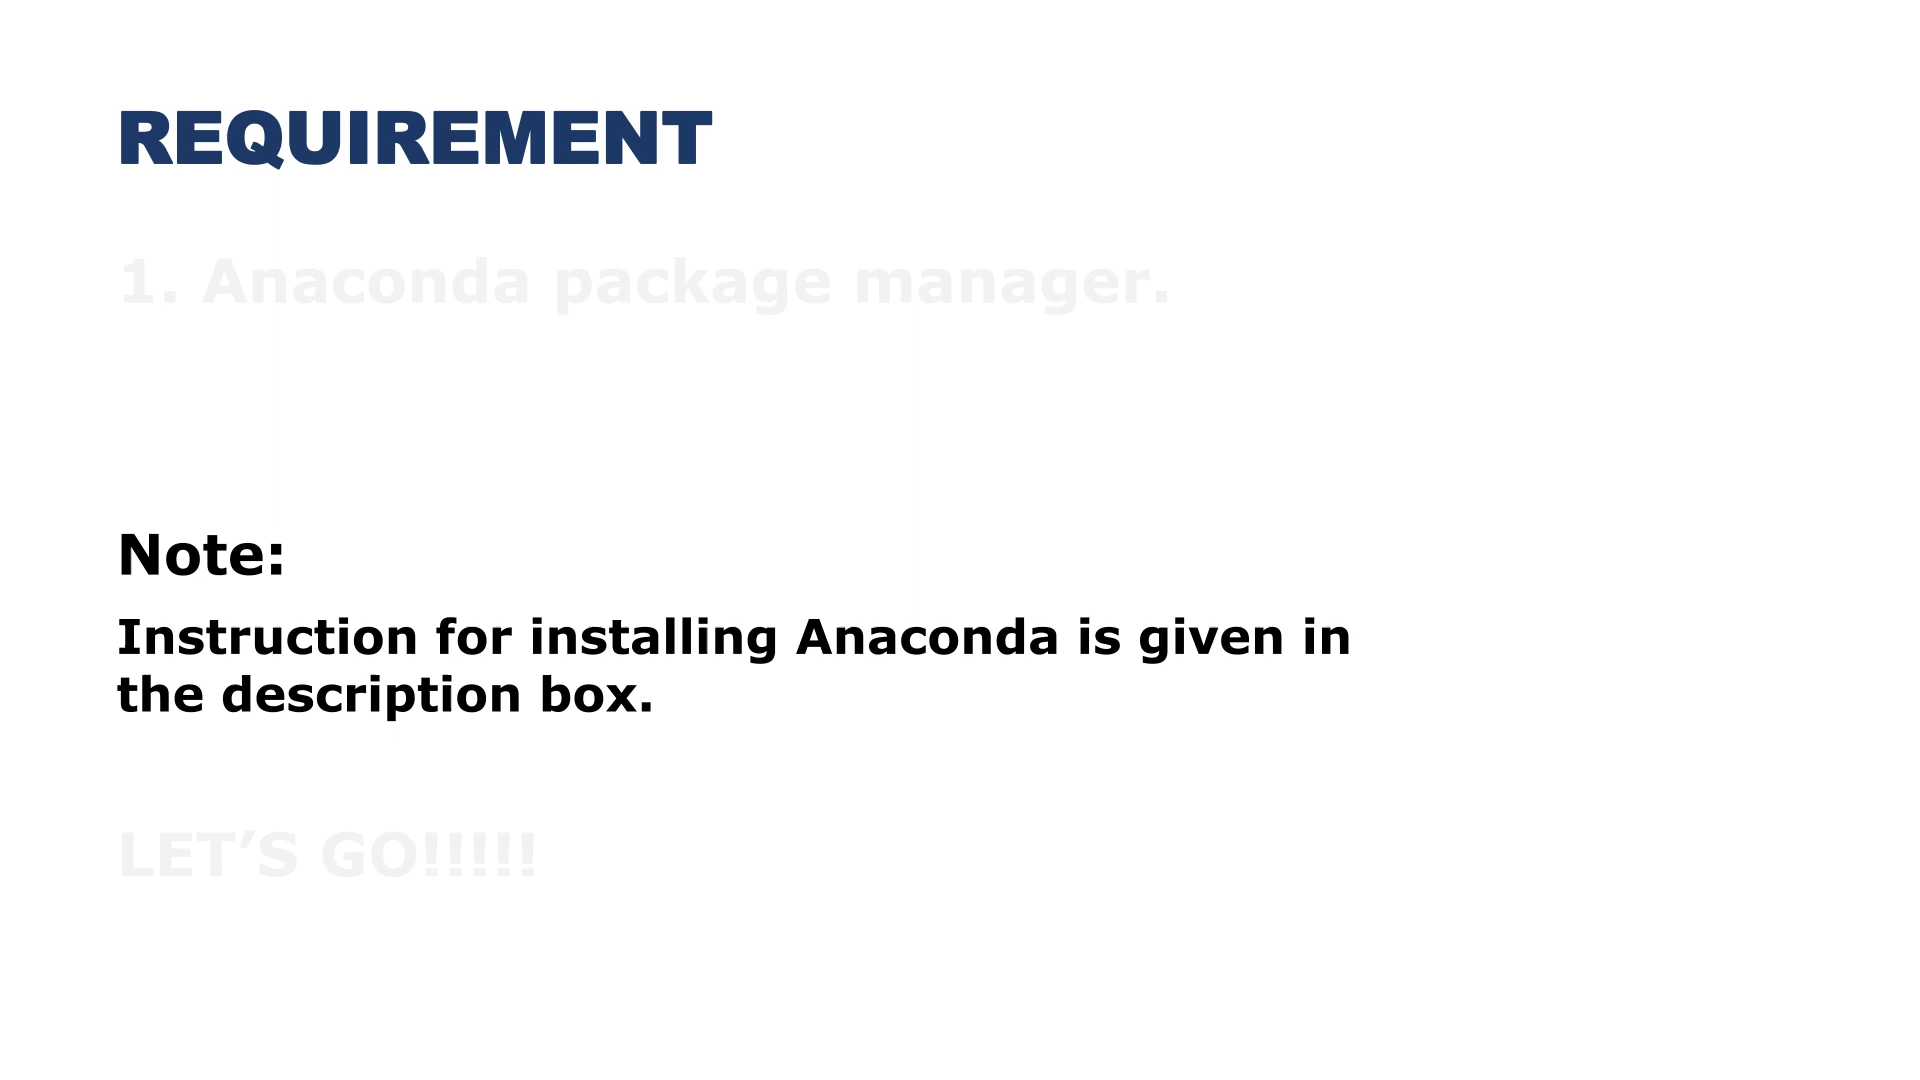 REQUIREMENT
1. Anaconda package manager.
Note:
Instruction for installing Anaconda is given in
the description box.
LET’S GO!!!!!